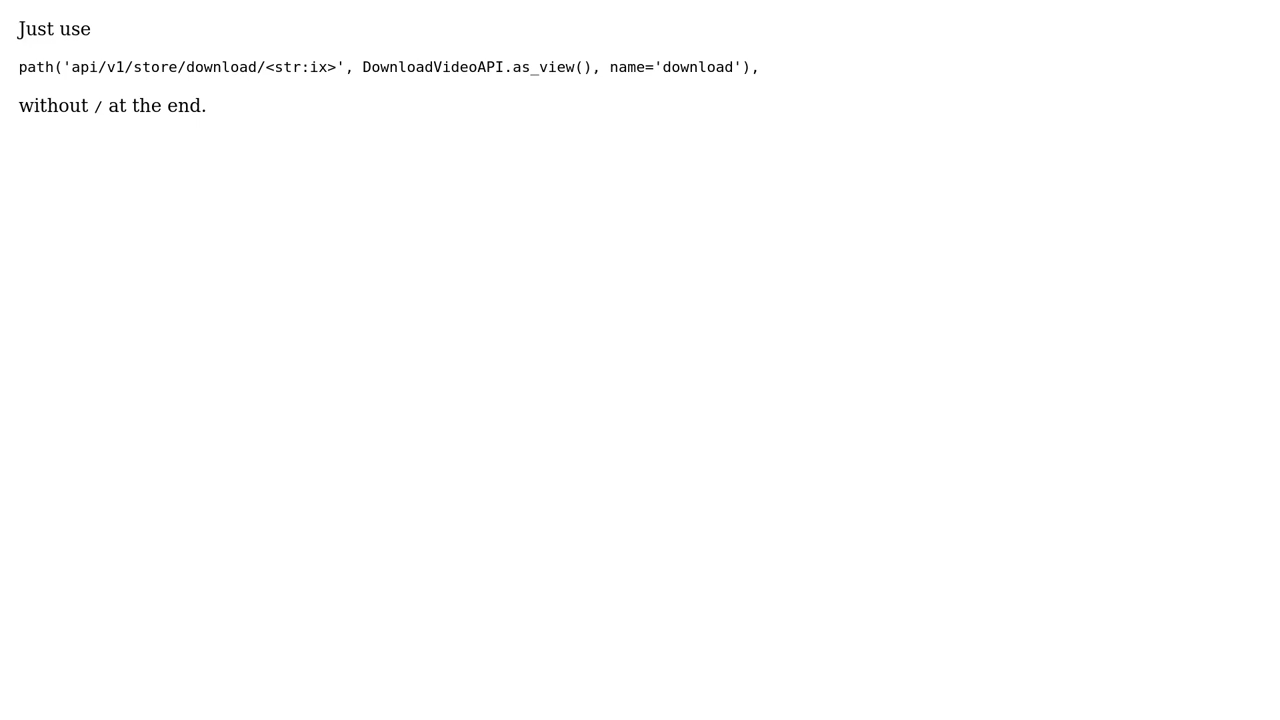 Just use
path('api/v1/store/download/<str:ix>', DownloadVideoAPI.as_view(), name='download'),
without / at the end.